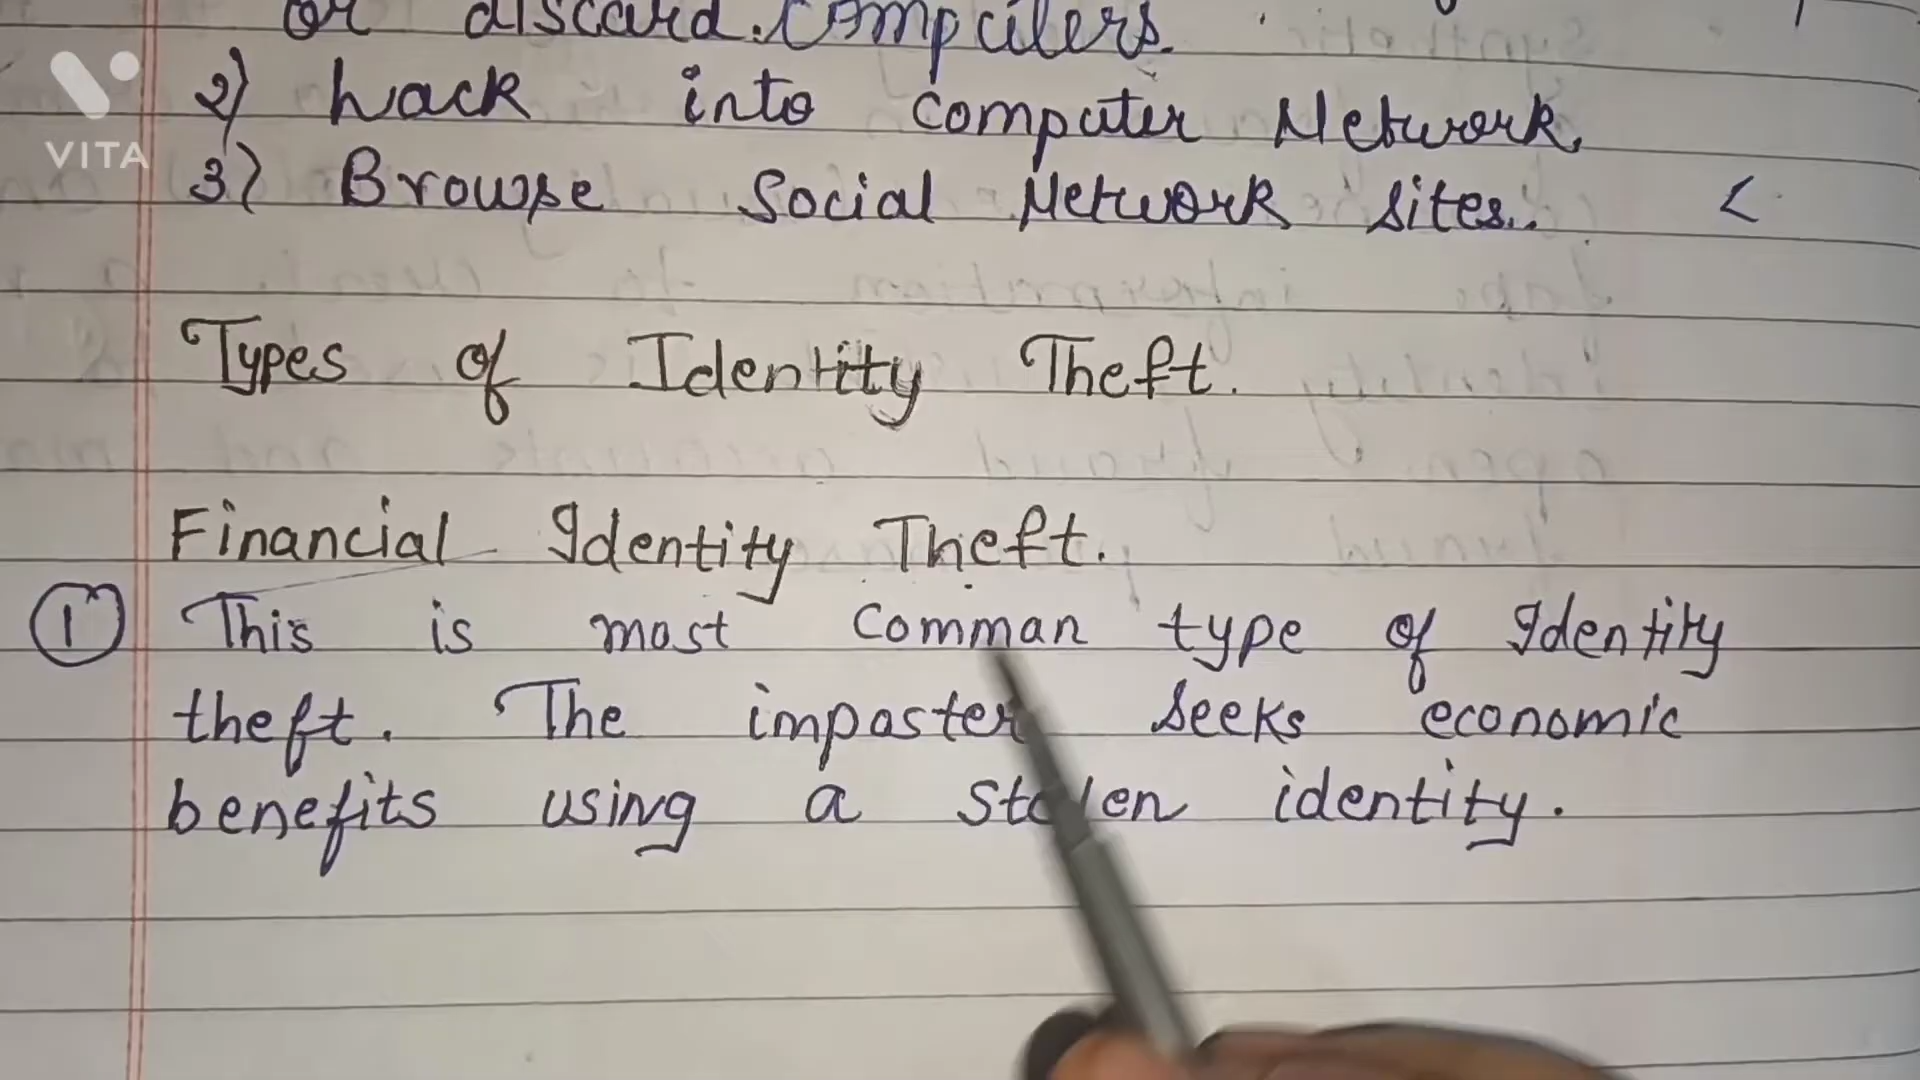 or discard. Computers.
2) hack into computer Network.
3) Browse Social Network sites..
Types of Identity Theft.
Financial Identity Theft.
① This is most comman type of Identity
theft. The imposter seeks economic
benefits using a stolen identity.
VITA